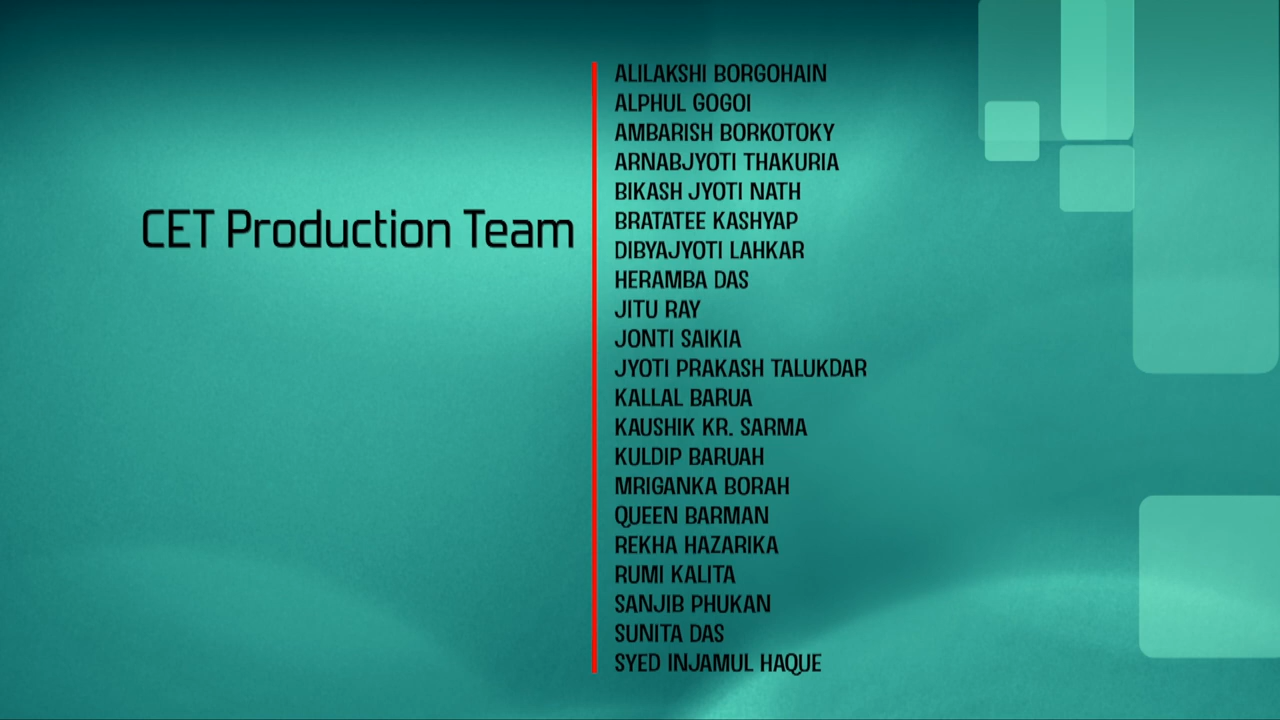 CET Production Team
ALILAKSHI BORGOHAIN
ALPHUL GOGOI
AMBARISH BORKOTOKY
ARNABJYOTI THAKURIA
BIKASH JYOTI NATH
BRATATEE KASHYAP
DIBYAJYOTI LAHKAR
HERAMBA DAS
JITU RAY
JONTI SAIKIA
JYOTI PRAKASH TALUKDAR
KALLAL BARUA
KAUSHIK KR. SARMA
KULDIP BARUAH
MRIGANKA BORAH
QUEEN BARMAN
REKHA HAZARIKA
RUMI KALITA
SANJIB PHUKAN
SUNITA DAS
SYED INJAMUL HAQUE